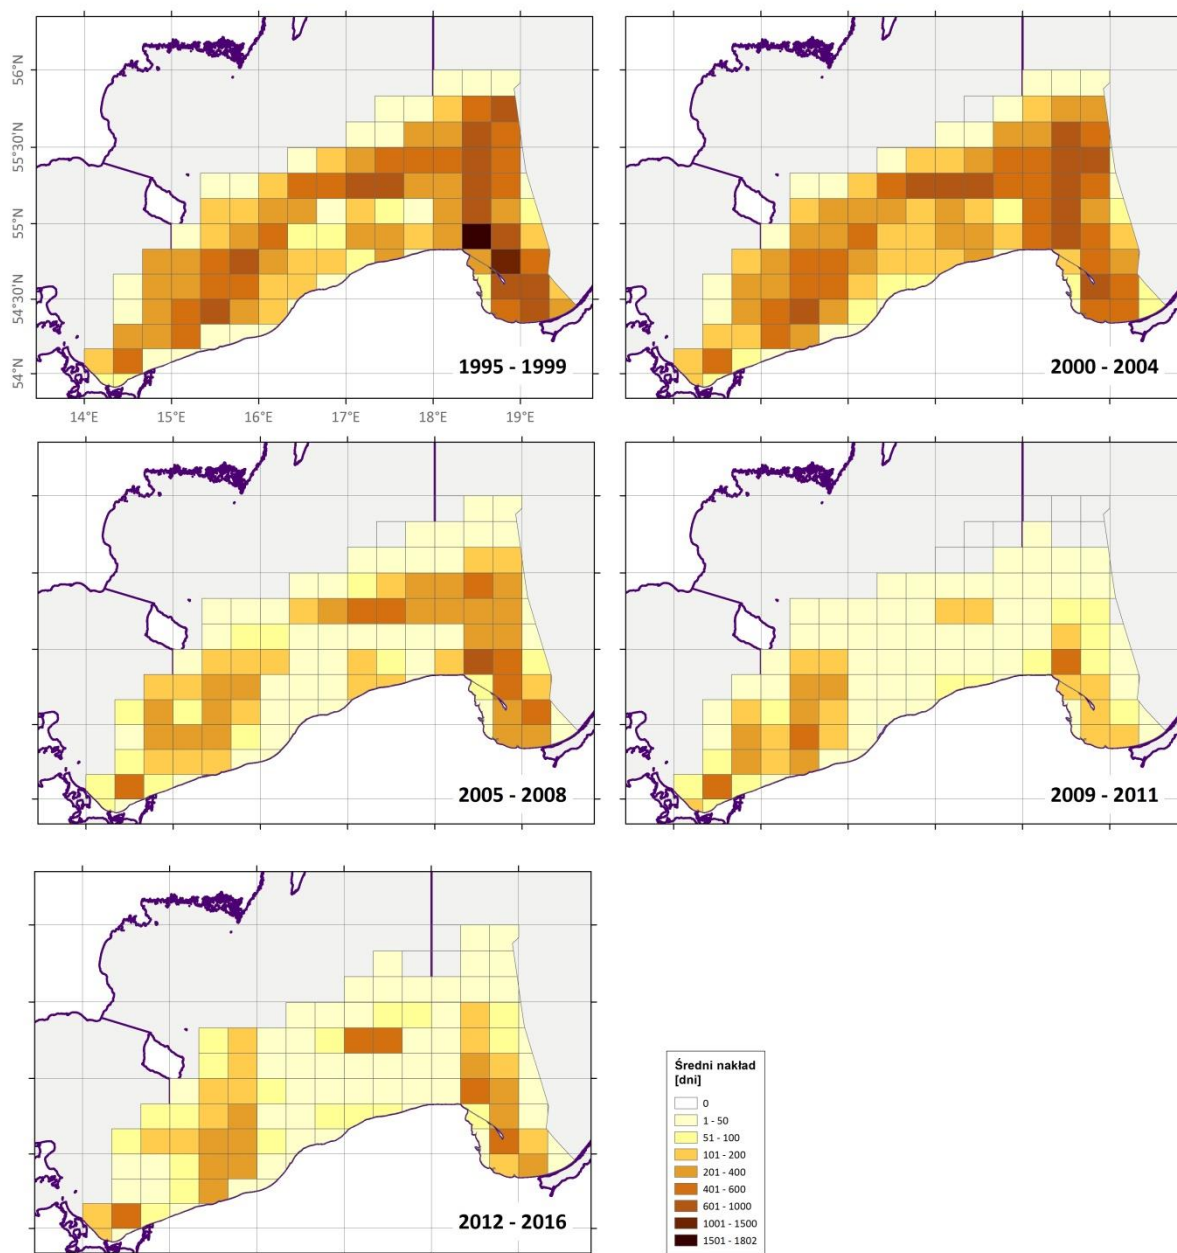 56°N
55°30'N
55°N
54°30'N
54°N
1995 - 1999
2000 - 2004
14°E 15°E 16°E 17°E 18°E 19°E
2005 - 2008
2009 - 2011
2012 - 2016
Średni nakład
[dni]
0
1 - 50
51 - 100
101 - 200
201 - 400
401 - 600
601 - 1000
1001 - 1500
1501 - 1802